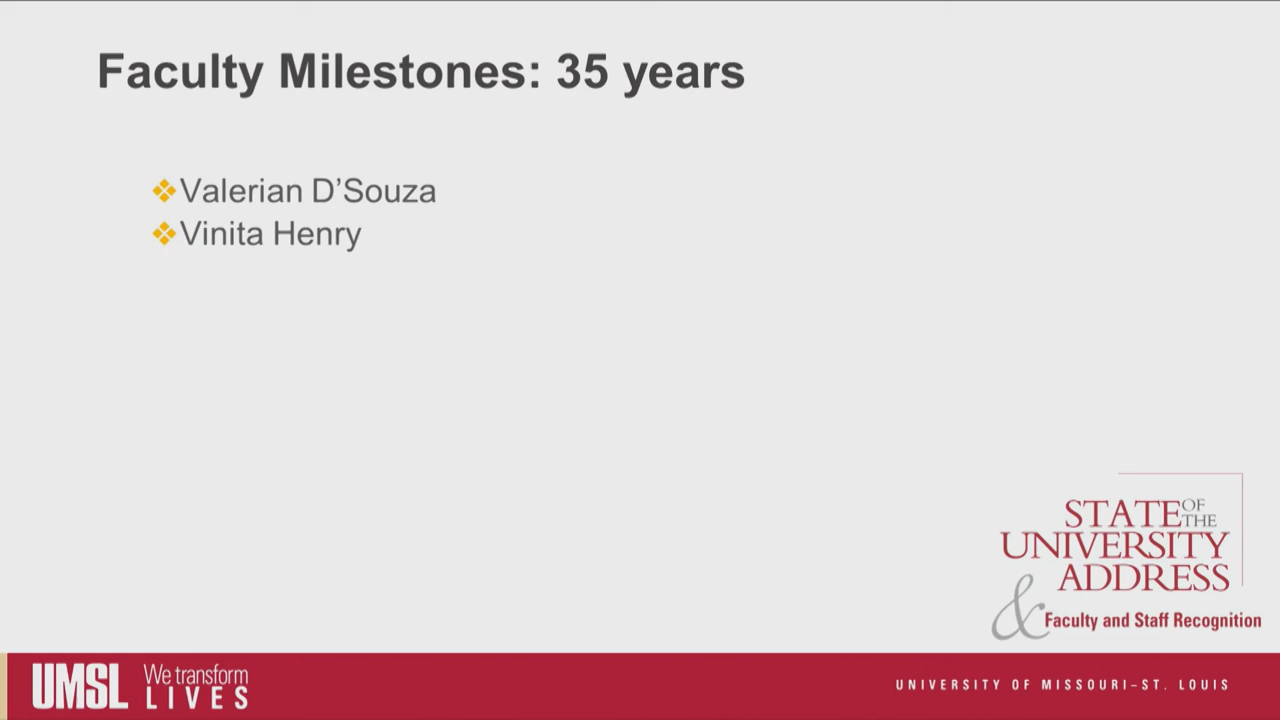 Faculty Milestones: 35 years
Valerian D’Souza
Vinita Henry
STATE OF THE
UNIVERSITY
ADDRESS
& Faculty and Staff Recognition
UMSL
We transform
LIVES
UNIVERSITY OF MISSOURI–ST. LOUIS